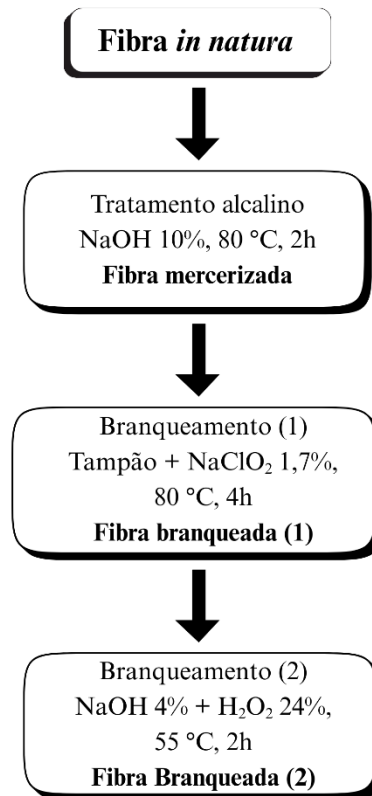 Fibra in natura
Tratamento alcalino
NaOH 10%, 80 °C, 2h
Fibra mercerizada
Branqueamento (1)
Tampão + NaClO₂ 1,7%,
80 °C, 4h
Fibra branqueada (1)
Branqueamento (2)
NaOH 4% + H₂O₂ 24%,
55 °C, 2h
Fibra Branqueada (2)